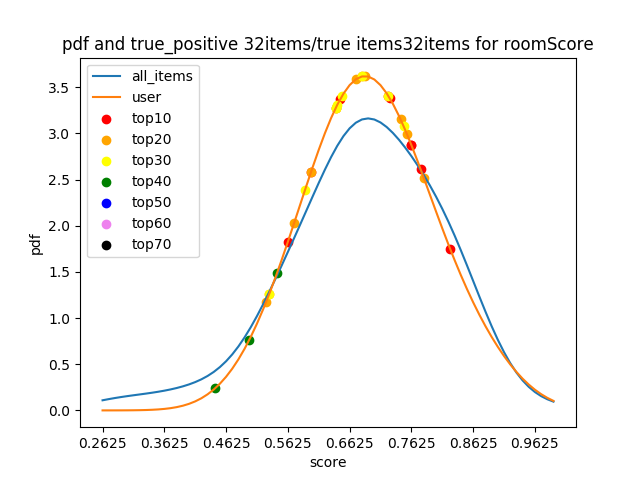 pdf and true_positive 32items/true items32items for roomScore
all_items
user
top10
top20
top30
top40
top50
top60
top70
pdf
3.5
3.0
2.5
2.0
1.5
1.0
0.5
0.0
0.2625 0.3625 0.4625 0.5625 0.6625 0.7625 0.8625 0.9625
score